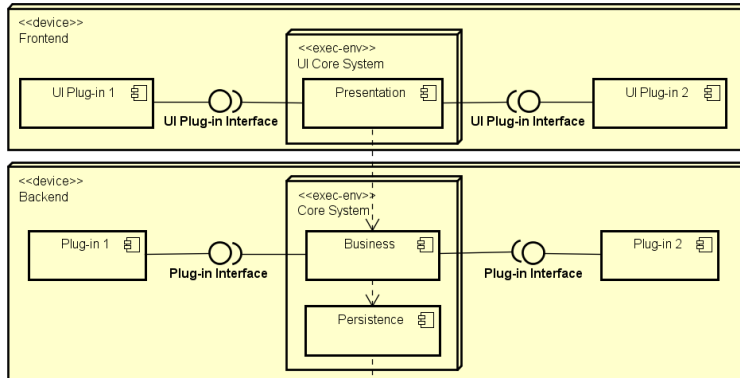 <<device>>
Frontend
<<exec-env>>
UI Core System
UI Plug-in 1
Presentation
UI Plug-in 2
UI Plug-in Interface
UI Plug-in Interface
<<device>>
Backend
<<exec-env>>
Core System
Plug-in 1
Business
Plug-in 2
Plug-in Interface
Plug-in Interface
Persistence